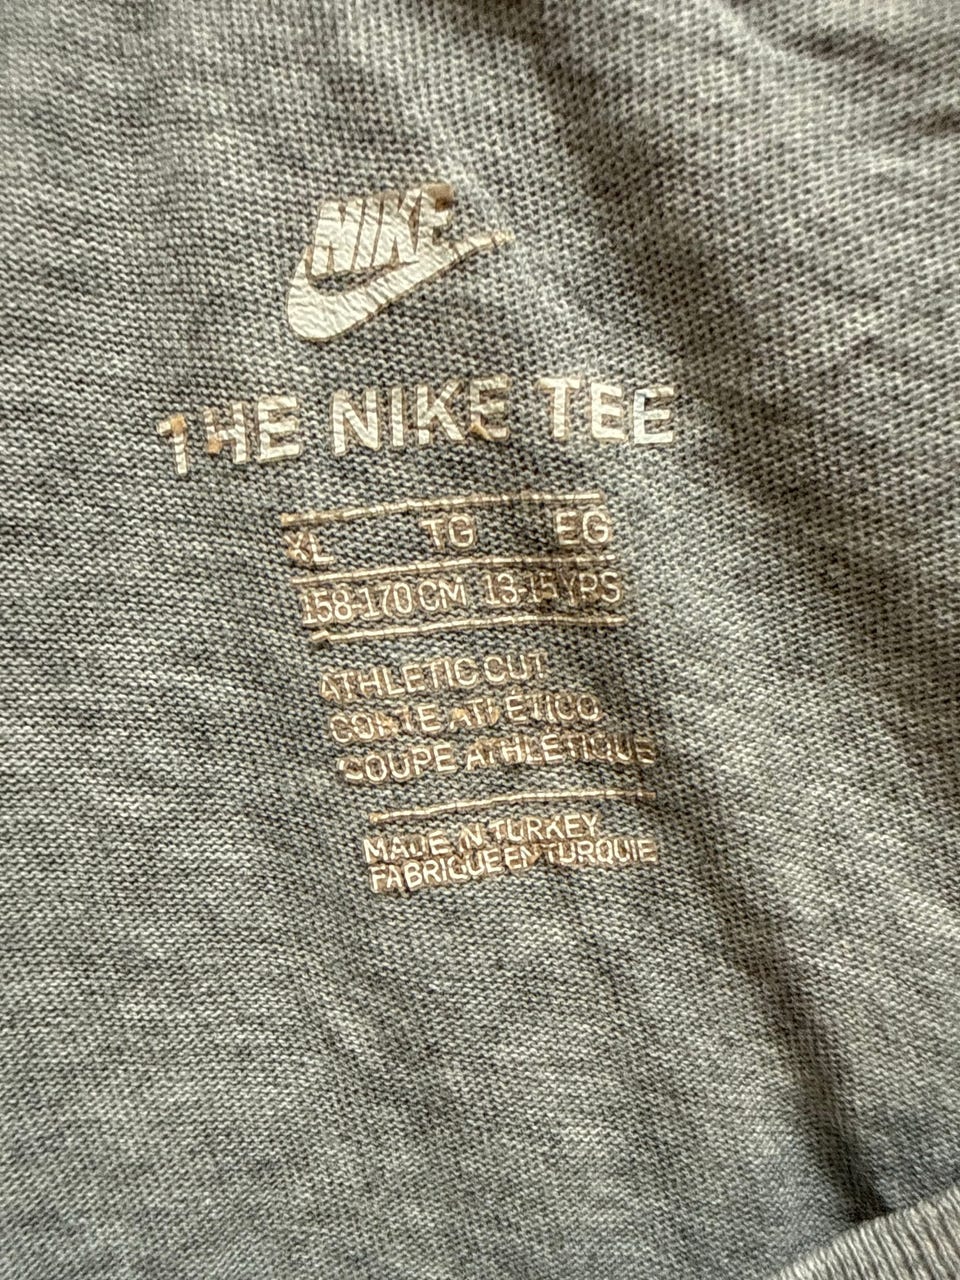 NIKE
THE NIKE TEE
XL TG EG
158-170 CM 13-15 YRS
ATHLETIC CUT
CORTE ATLÉTICO
COUPE ATHLÉTIQUE
MADE IN TURKEY
FABRIQUÉ EN TURQUIE